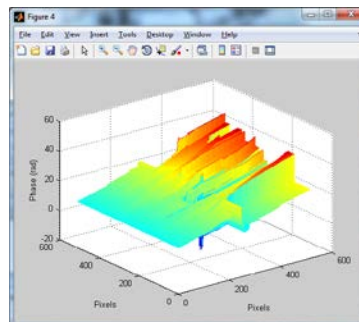 Figure 4
File Edit View Insert Tools Desktop Window Help
60
40
20
0
-20
Phase (rad)
600
400
200
0
Pixels
0
200
400
600
Pixels